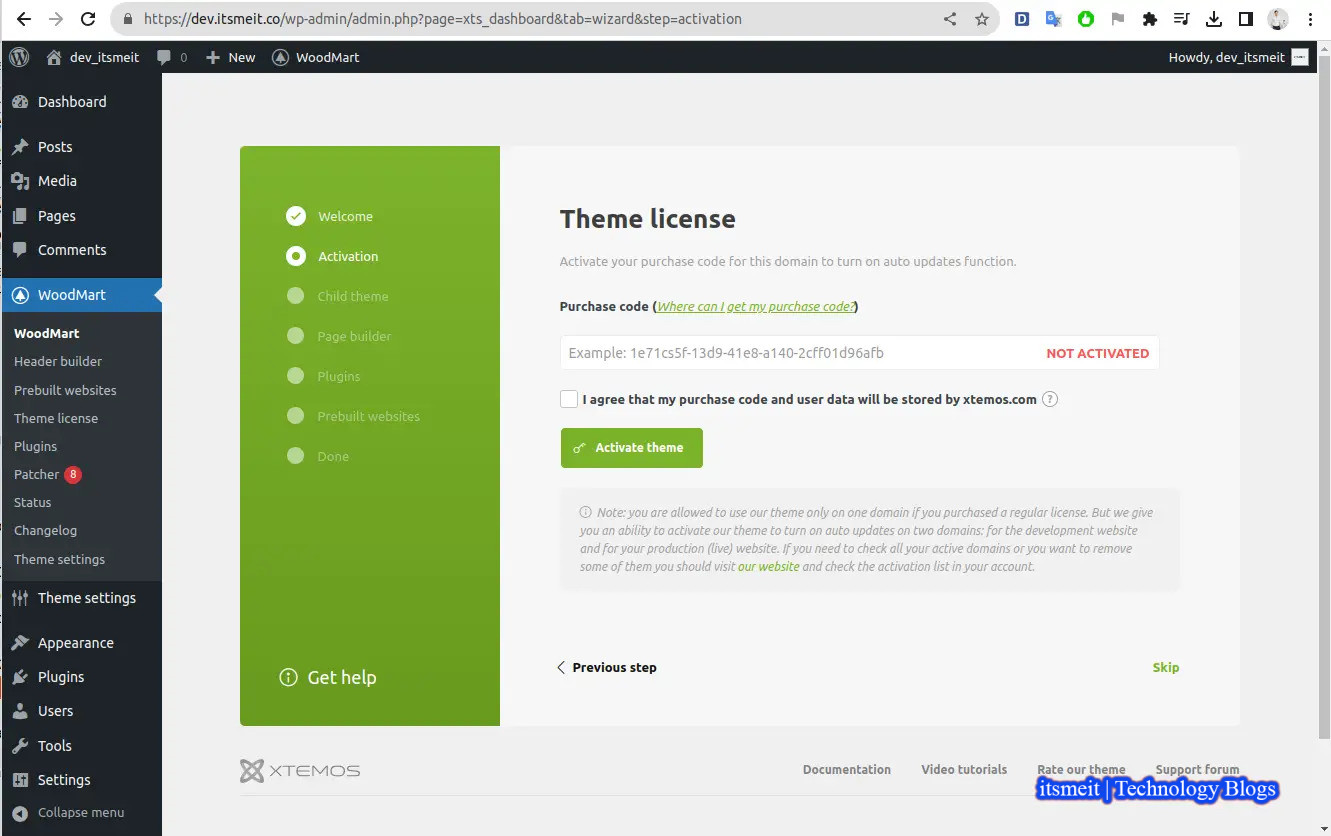 https://dev.itsmeit.co/wp-admin/admin.php?page=xts_dashboard&tab=wizard&step=activation
dev_itsmeit 0 New WoodMart Howdy, dev_itsmeit
Dashboard
Posts
Media
Pages
Comments
WoodMart
WoodMart
Header builder
Prebuilt websites
Theme license
Plugins
Patcher 8
Status
Changelog
Theme settings
Theme settings
Appearance
Plugins
Users
Tools
Settings
Collapse menu
Welcome
Activation
Child theme
Page builder
Plugins
Prebuilt websites
Done
Get help
Theme license
Activate your purchase code for this domain to turn on auto updates function.
Purchase code (Where can I get my purchase code?)
Example: 1e71cs5f-13d9-41e8-a140-2cff01d96afb NOT ACTIVATED
I agree that my purchase code and user data will be stored by xtemos.com ?
Activate theme
Note: you are allowed to use our theme only on one domain if you purchased a regular license. But we give
you an ability to activate our theme to turn on auto updates on two domains: for the development website
and for your production (live) website. If you need to check all your active domains or you want to remove
some of them you should visit our website and check the activation list in your account.
Previous step Skip
XTEMOS Documentation Video tutorials Rate our theme Support forum
itsmeit | Technology Blogs